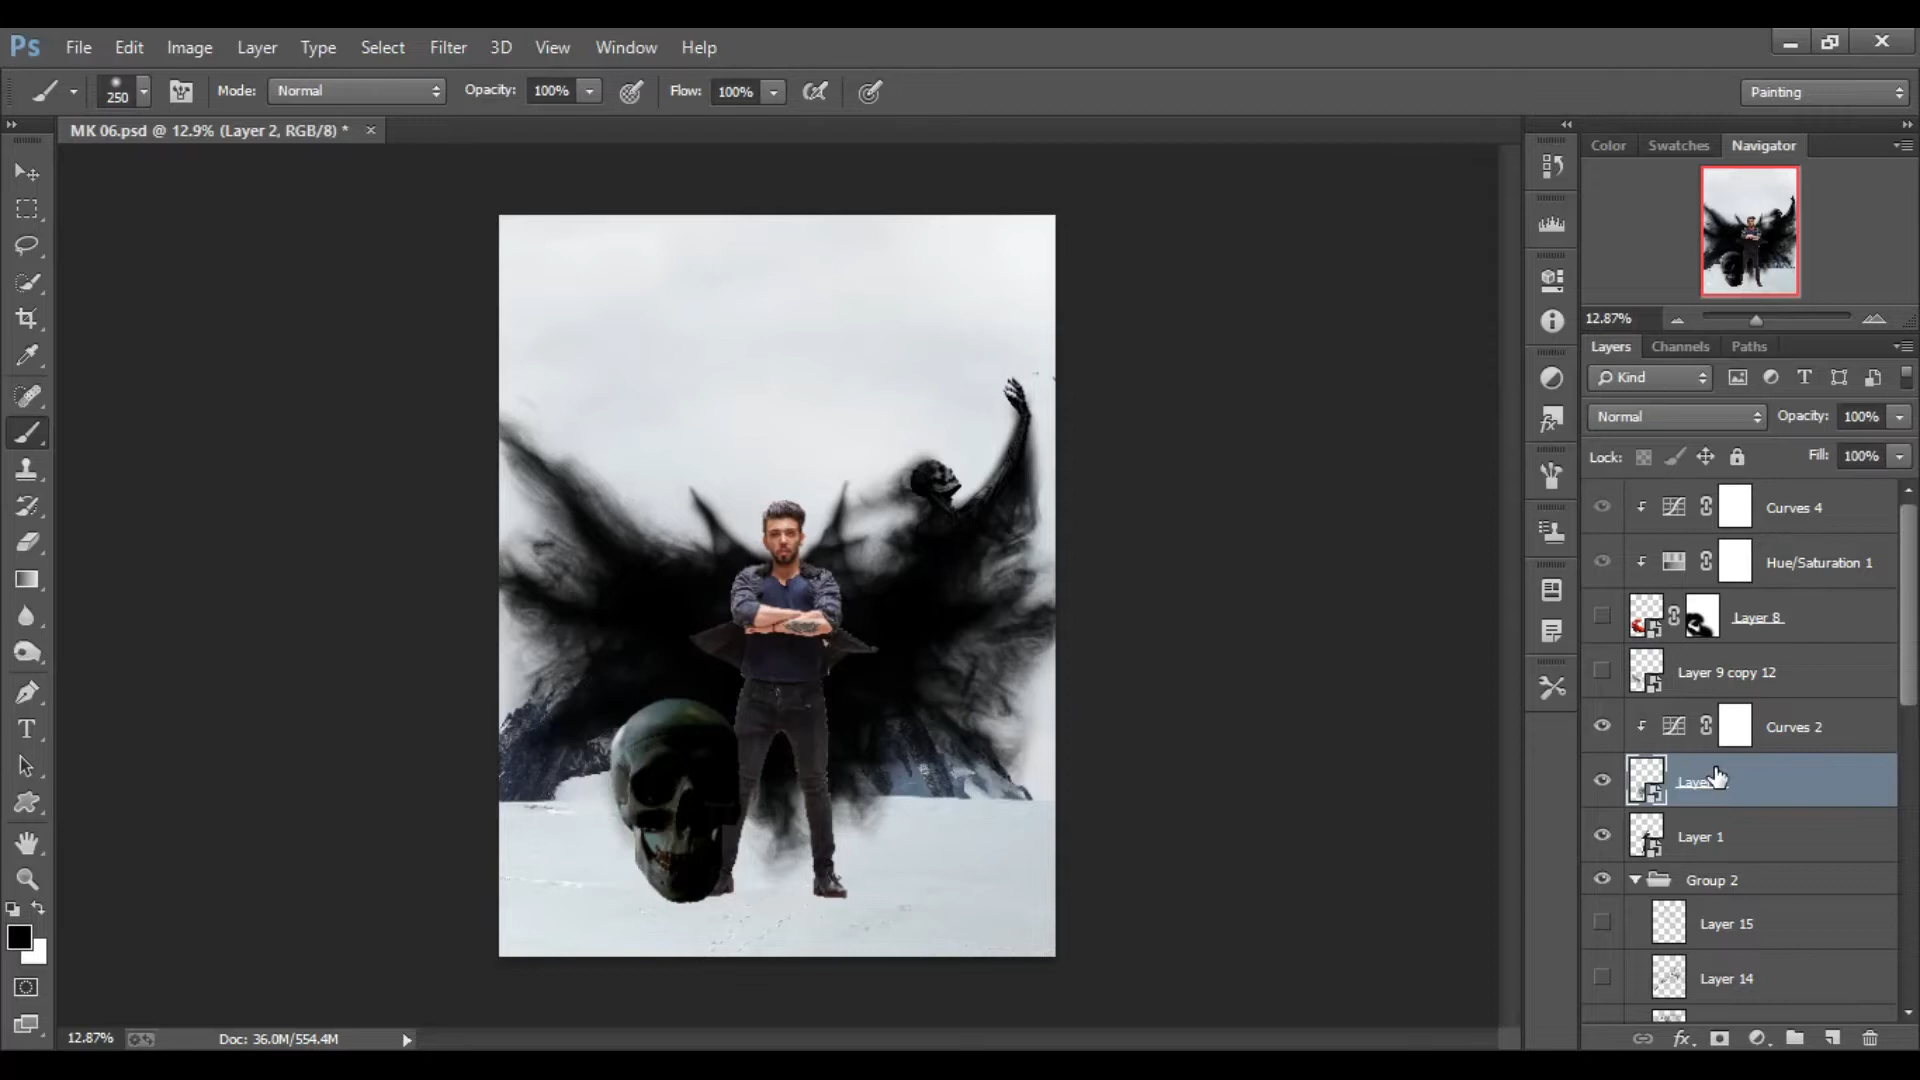 Ps File Edit Image Layer Type Select Filter 3D View Window Help
250 Mode: Normal Opacity: 100% Flow: 100% Painting
MK 06.psd @ 12.9% (Layer 2, RGB/8) * ×
Color Swatches Navigator
12.87%
Layers Channels Paths
Kind
Normal Opacity: 100%
Lock: Fill: 100%
Curves 4
Hue/Saturation 1
Layer 8
Layer 9 copy 12
Curves 2
Laye
Layer 1
Group 2
Layer 15
Layer 14
12.87% Doc: 36.0M/554.4M